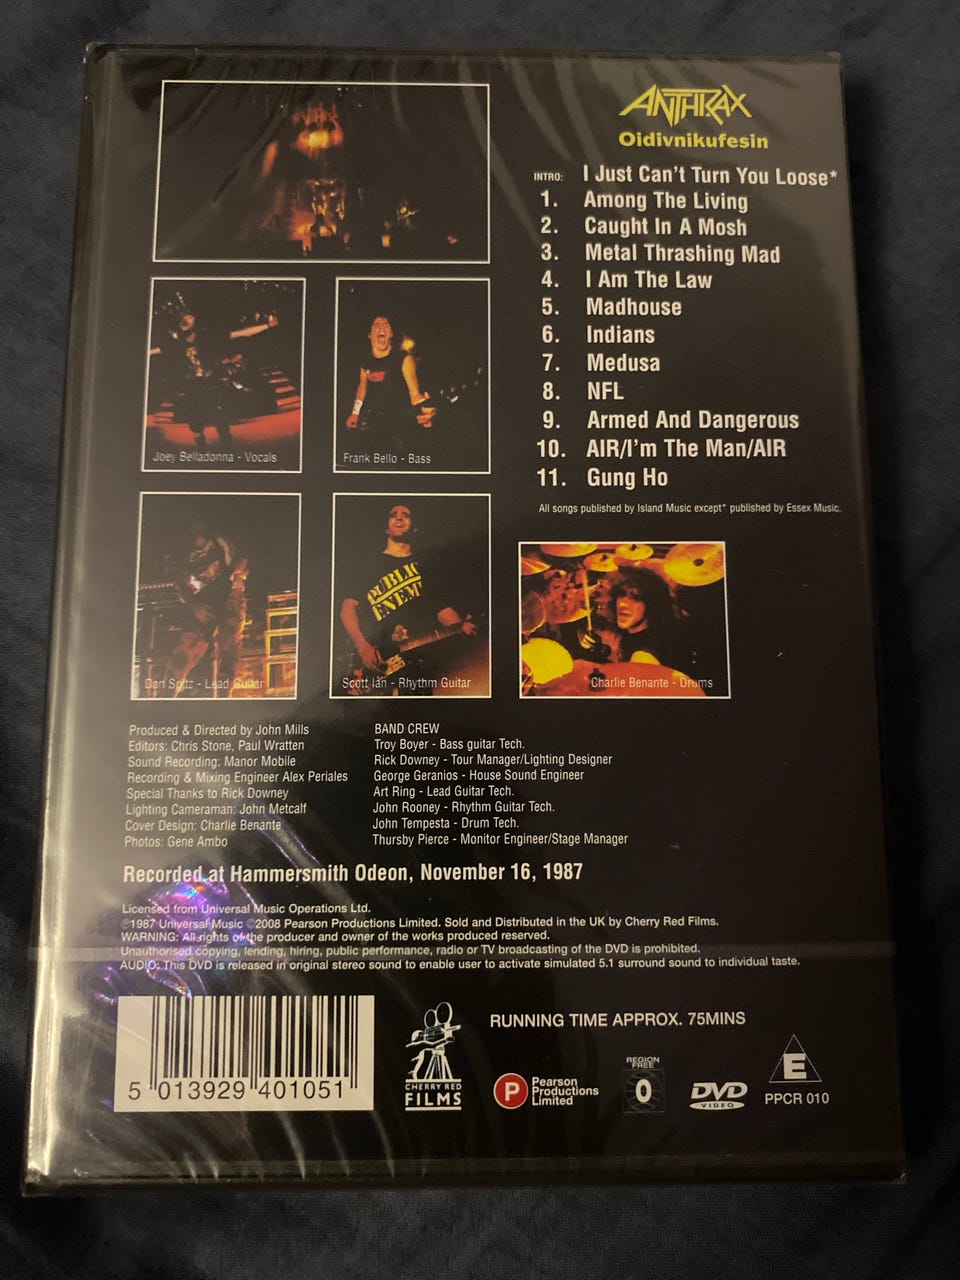 ANTHRAX
Oidivnikufesin
INTRO: I Just Can't Turn You Loose*
1. Among The Living
2. Caught In A Mosh
3. Metal Thrashing Mad
4. I Am The Law
5. Madhouse
6. Indians
7. Medusa
8. NFL
9. Armed And Dangerous
10. AIR/I'm The Man/AIR
11. Gung Ho
All songs published by Island Music except* published by Essex Music.
Joey Belladonna - Vocals
Frank Bello - Bass
PUBLIC
ENEMY
Dan Spitz - Lead Guitar
Scott Ian - Rhythm Guitar
Charlie Benante - Drums
Produced & Directed by John Mills
Editors: Chris Stone, Paul Wratten
Sound Recording: Manor Mobile
Recording & Mixing Engineer Alex Periales
Special Thanks to Rick Downey
Lighting Cameraman: John Metcalf
Cover Design: Charlie Benante
Photos: Gene Ambo
BAND CREW
Troy Boyer - Bass guitar Tech.
Rick Downey - Tour Manager/Lighting Designer
George Geranios - House Sound Engineer
Art Ring - Lead Guitar Tech.
John Rooney - Rhythm Guitar Tech.
John Tempesta - Drum Tech.
Thursby Pierce - Monitor Engineer/Stage Manager
Recorded at Hammersmith Odeon, November 16, 1987
Licensed from Universal Music Operations Ltd.
℗1987 Universal Music ©2008 Pearson Productions Limited. Sold and Distributed in the UK by Cherry Red Films.
WARNING: All rights of the producer and owner of the works produced reserved.
Unauthorised copying, lending, hiring, public performance, radio or TV broadcasting of the DVD is prohibited.
AUDIO: This DVD is released in original stereo sound to enable user to activate simulated 5.1 surround sound to individual taste.
5 013929 401051
CHERRY RED
FILMS
RUNNING TIME APPROX. 75MINS
P Pearson
Productions
Limited
REGION
FREE
0
DVD
VIDEO
E
PPCR 010